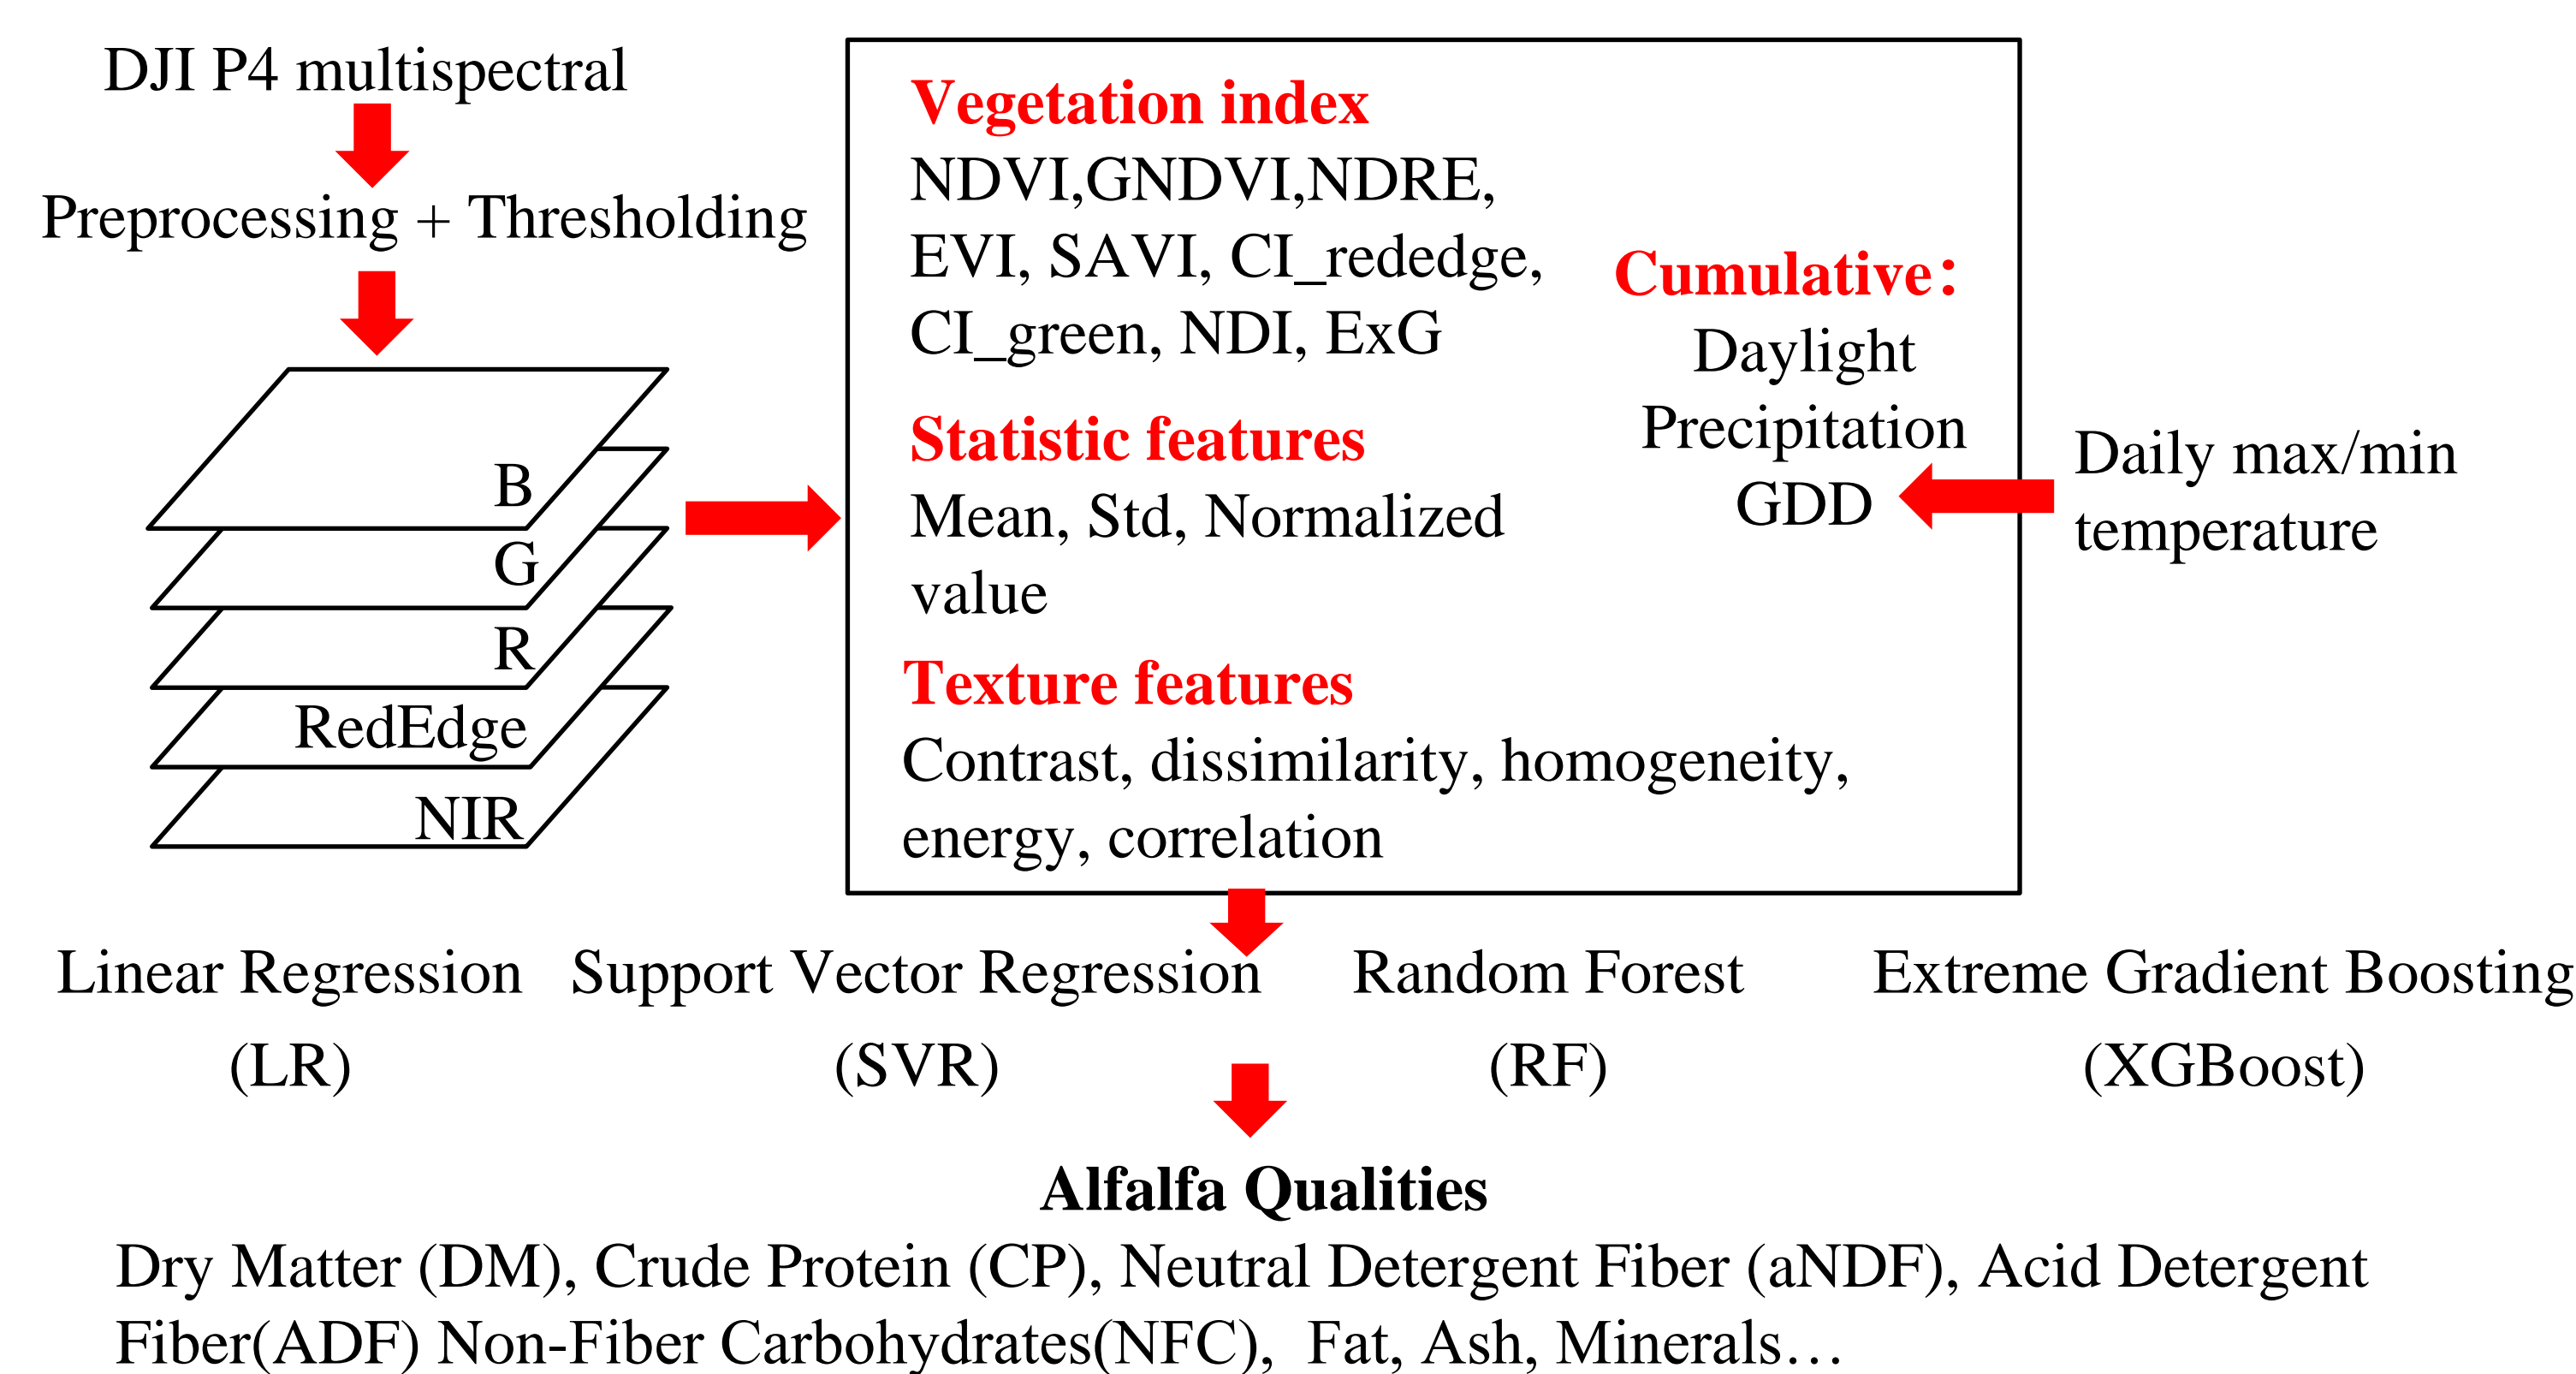 DJI P4 multispectral
Preprocessing + Thresholding
B
G
R
RedEdge
NIR
Vegetation index
NDVI,GNDVI,NDRE,
EVI, SAVI, CI_rededge,
CI_green, NDI, ExG
Statistic features
Mean, Std, Normalized
value
Texture features
Contrast, dissimilarity, homogeneity,
energy, correlation
Cumulative:
Daylight
Precipitation
GDD
Daily max/min
temperature
Linear Regression
(LR)
Support Vector Regression
(SVR)
Random Forest
(RF)
Extreme Gradient Boosting
(XGBoost)
Alfalfa Qualities
Dry Matter (DM), Crude Protein (CP), Neutral Detergent Fiber (aNDF), Acid Detergent
Fiber(ADF) Non-Fiber Carbohydrates(NFC),  Fat, Ash, Minerals…